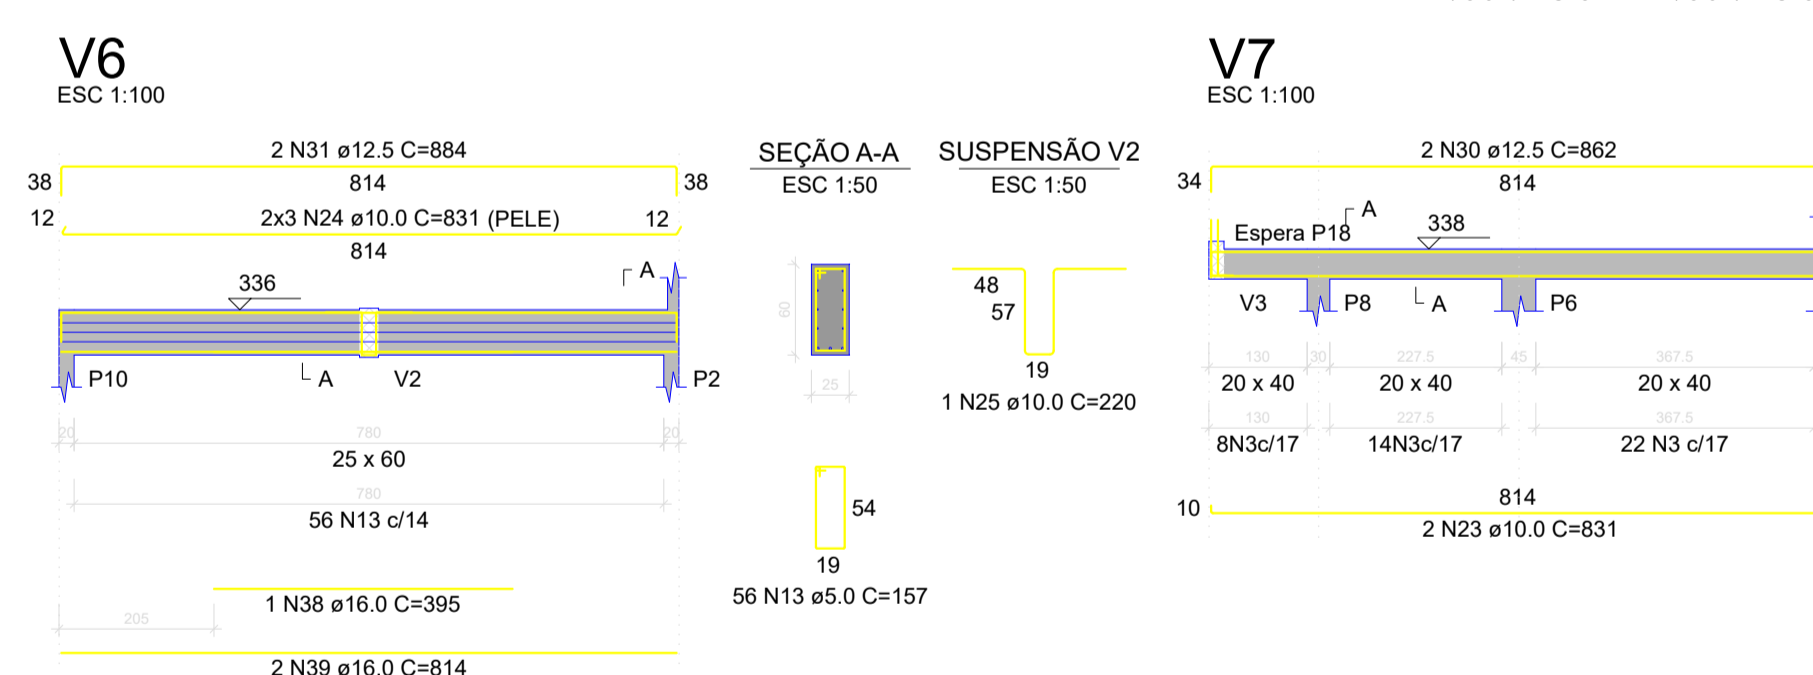 V6
ESC 1:100
2 N31 ø12.5 C=884
38
814
38
12
2x3 N24 ø10.0 C=831 (PELE)
12
814
336
A
P10
A
V2
P2
20
780
20
25 x 60
780
56 N13 c/14
1 N38 ø16.0 C=395
205
2 N39 ø16.0 C=814
SEÇÃO A-A
ESC 1:50
60
25
54
19
56 N13 ø5.0 C=157
SUSPENSÃO V2
ESC 1:50
48
57
19
1 N25 ø10.0 C=220
V7
ESC 1:100
2 N30 ø12.5 C=862
34
814
A
Espera P18
338
V3
P8
A
P6
130
30
227.5
45
367.5
20 x 40
20 x 40
20 x 40
130
227.5
367.5
8N3c/17
14N3c/17
22 N3 c/17
10
814
2 N23 ø10.0 C=831